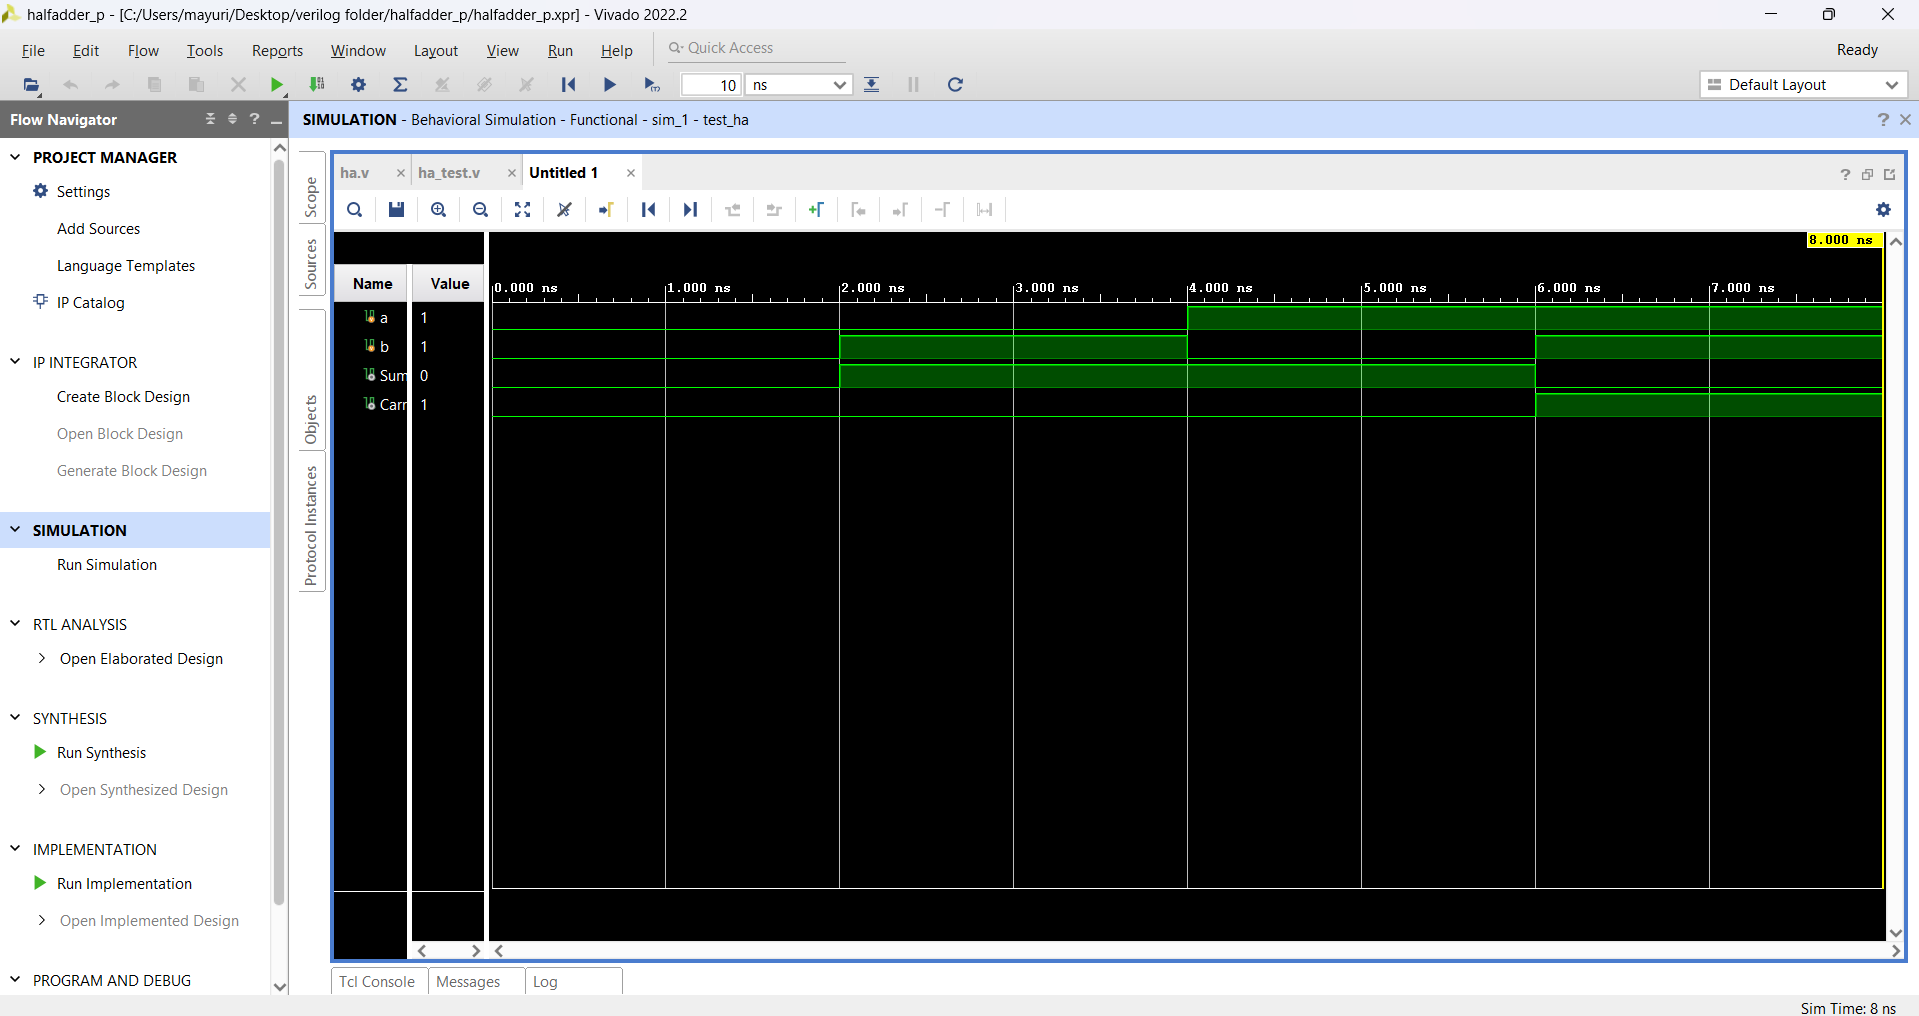 halfadder_p - [C:/Users/mayuri/Desktop/verilog folder/halfadder_p/halfadder_p.xpr] - Vivado 2022.2
File Edit Flow Tools Reports Window Layout View Run Help Quick Access Ready
10 ns Default Layout
Flow Navigator ? _
SIMULATION - Behavioral Simulation - Functional - sim_1 - test_ha
PROJECT MANAGER
Settings
Add Sources
Language Templates
IP Catalog
IP INTEGRATOR
Create Block Design
Open Block Design
Generate Block Design
SIMULATION
Run Simulation
RTL ANALYSIS
Open Elaborated Design
SYNTHESIS
Run Synthesis
Open Synthesized Design
IMPLEMENTATION
Run Implementation
Open Implemented Design
PROGRAM AND DEBUG
Scope
Sources
Objects
Protocol Instances
ha.v ha_test.v Untitled 1
8.000 ns
Name Value
0.000 ns 1.000 ns 2.000 ns 3.000 ns 4.000 ns 5.000 ns 6.000 ns 7.000 ns
a 1
b 1
Sum 0
Carr 1
Tcl Console Messages Log
Sim Time: 8 ns